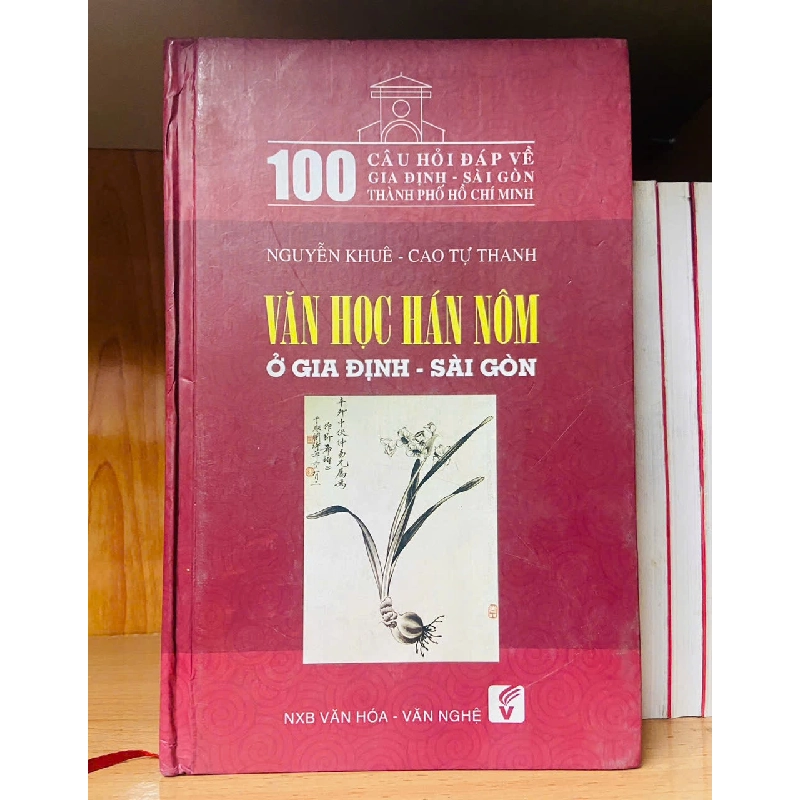 100 CÂU HỎI ĐÁP VỀ
GIA ĐỊNH - SÀI GÒN
THÀNH PHỐ HỒ CHÍ MINH
NGUYỄN KHUÊ - CAO TỰ THANH
VĂN HỌC HÁN NÔM
Ở GIA ĐỊNH - SÀI GÒN
NXB VĂN HÓA - VĂN NGHỆ
V